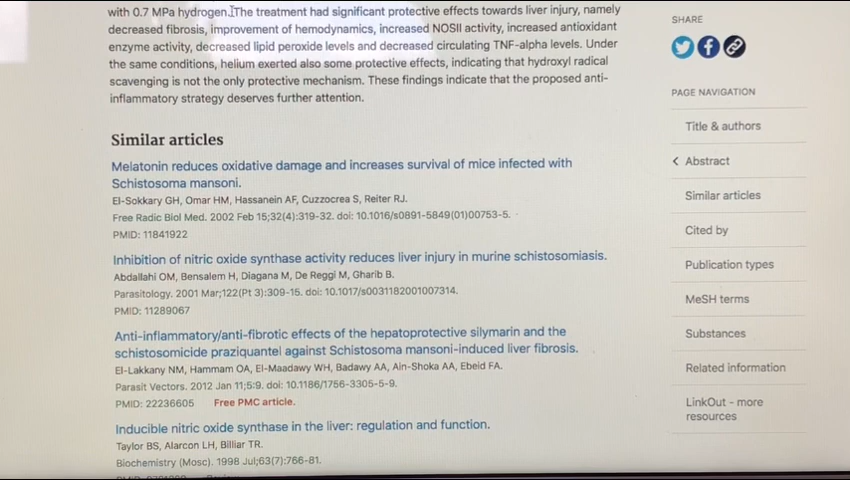 with 0.7 MPa hydrogen. The treatment had significant protective effects towards liver injury, namely
decreased fibrosis, improvement of hemodynamics, increased NOSII activity, increased antioxidant
enzyme activity, decreased lipid peroxide levels and decreased circulating TNF-alpha levels. Under
the same conditions, helium exerted also some protective effects, indicating that hydroxyl radical
scavenging is not the only protective mechanism. These findings indicate that the proposed anti-
inflammatory strategy deserves further attention.
Similar articles
Melatonin reduces oxidative damage and increases survival of mice infected with
Schistosoma mansoni.
El-Sokkary GH, Omar HM, Hassanein AF, Cuzzocrea S, Reiter RJ.
Free Radic Biol Med. 2002 Feb 15;32(4):319-32. doi: 10.1016/s0891-5849(01)00753-5.
PMID: 11841922
Inhibition of nitric oxide synthase activity reduces liver injury in murine schistosomiasis.
Abdallahi OM, Bensalem H, Diagana M, De Reggi M, Gharib B.
Parasitology. 2001 Mar;122(Pt 3):309-15. doi: 10.1017/s0031182001007314.
PMID: 11289067
Anti-inflammatory/anti-fibrotic effects of the hepatoprotective silymarin and the
schistosomicide praziquantel against Schistosoma mansoni-induced liver fibrosis.
El-Lakkany NM, Hammam OA, El-Maadawy WH, Badawy AA, Ain-Shoka AA, Ebeid FA.
Parasit Vectors. 2012 Jan 11;5:9. doi: 10.1186/1756-3305-5-9.
PMID: 22236605 Free PMC article.
Inducible nitric oxide synthase in the liver: regulation and function.
Taylor BS, Alarcon LH, Billiar TR.
Biochemistry (Mosc). 1998 Jul;63(7):766-81.
SHARE
PAGE NAVIGATION
Title & authors
Abstract
Similar articles
Cited by
Publication types
MeSH terms
Substances
Related information
LinkOut - more
resources